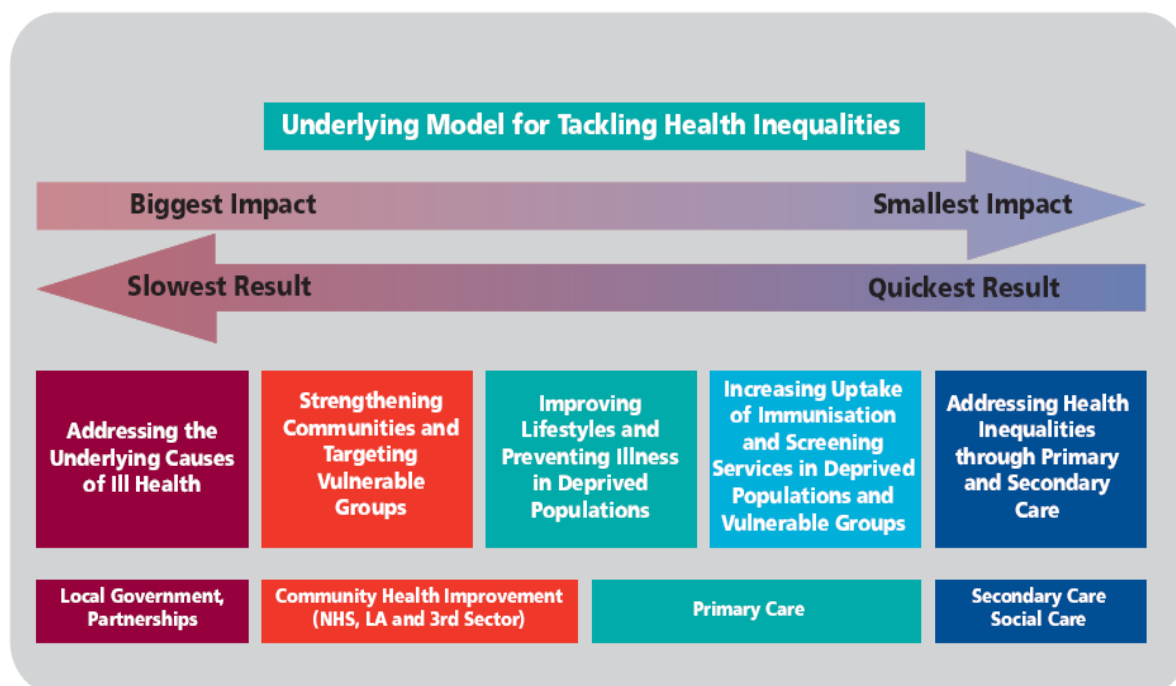 Underlying Model for Tackling Health Inequalities
Biggest Impact
Smallest Impact
Slowest Result
Quickest Result
Addressing the
Underlying Causes
of Ill Health
Strengthening
Communities and
Targeting
Vulnerable
Groups
Improving
Lifestyles and
Preventing Illness
in Deprived
Populations
Increasing Uptake
of Immunisation
and Screening
Services in Deprived
Populations and
Vulnerable Groups
Addressing Health
Inequalities
through Primary
and Secondary
Care
Local Government,
Partnerships
Community Health Improvement
(NHS, LA and 3rd Sector)
Primary Care
Secondary Care
Social Care